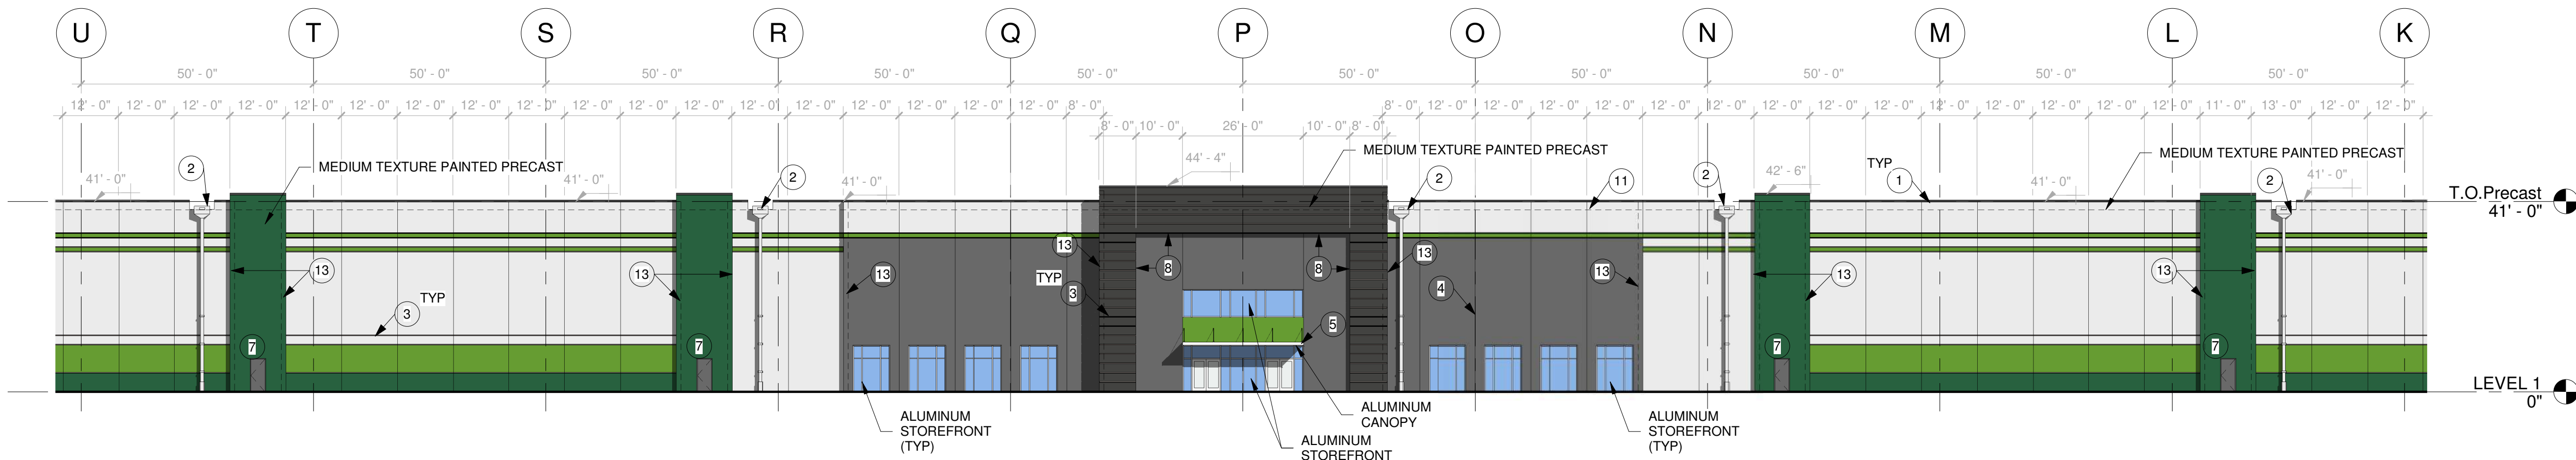 U T S R Q P O N M L K
50' - 0" 50' - 0" 50' - 0" 50' - 0" 50' - 0" 50' - 0" 50' - 0" 50' - 0" 50' - 0" 50' - 0"
12' - 0" 12' - 0" 12' - 0" 12' - 0" 12' - 0" 12' - 0" 12' - 0" 12' - 0" 12' - 0" 12' - 0" 12' - 0" 12' - 0" 12' - 0" 12' - 0" 12' - 0" 12' - 0" 12' - 0" 12' - 0" 8' - 0" 8' - 0" 12' - 0" 12' - 0" 12' - 0" 12' - 0" 12' - 0" 12' - 0" 12' - 0" 12' - 0" 12' - 0" 12' - 0" 12' - 0" 12' - 0" 12' - 0" 12' - 0" 11' - 0" 13' - 0" 12' - 0" 12' - 0"
8' - 0" 10' - 0" 26' - 0" 10' - 0" 8' - 0"
MEDIUM TEXTURE PAINTED PRECAST
MEDIUM TEXTURE PAINTED PRECAST
MEDIUM TEXTURE PAINTED PRECAST
44' - 4"
TYP
2 2 2 11 2 1 2
41' - 0" 41' - 0" 41' - 0" 42' - 6" 41' - 0" 41' - 0"
T.O.Precast
41' - 0"
13 13 13 13 8 8 13 13 13 13
TYP
3
4
TYP
3
5
7 7 7 7
LEVEL 1
0"
ALUMINUM
STOREFRONT
(TYP)
ALUMINUM
CANOPY
ALUMINUM
STOREFRONT
ALUMINUM
STOREFRONT
(TYP)